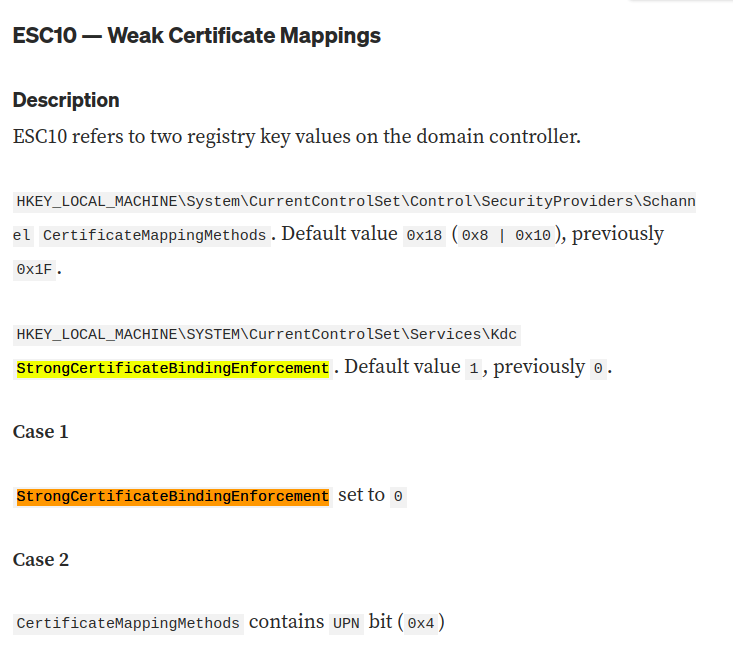 ESC10 — Weak Certificate Mappings
Description
ESC10 refers to two registry key values on the domain controller.
HKEY_LOCAL_MACHINE\System\CurrentControlSet\Control\SecurityProviders\Schann
el CertificateMappingMethods. Default value 0x18 (0x8 | 0x10), previously
0x1F.
HKEY_LOCAL_MACHINE\SYSTEM\CurrentControlSet\Services\Kdc
StrongCertificateBindingEnforcement. Default value 1, previously 0.
Case 1
StrongCertificateBindingEnforcement set to 0
Case 2
CertificateMappingMethods contains UPN bit (0x4)